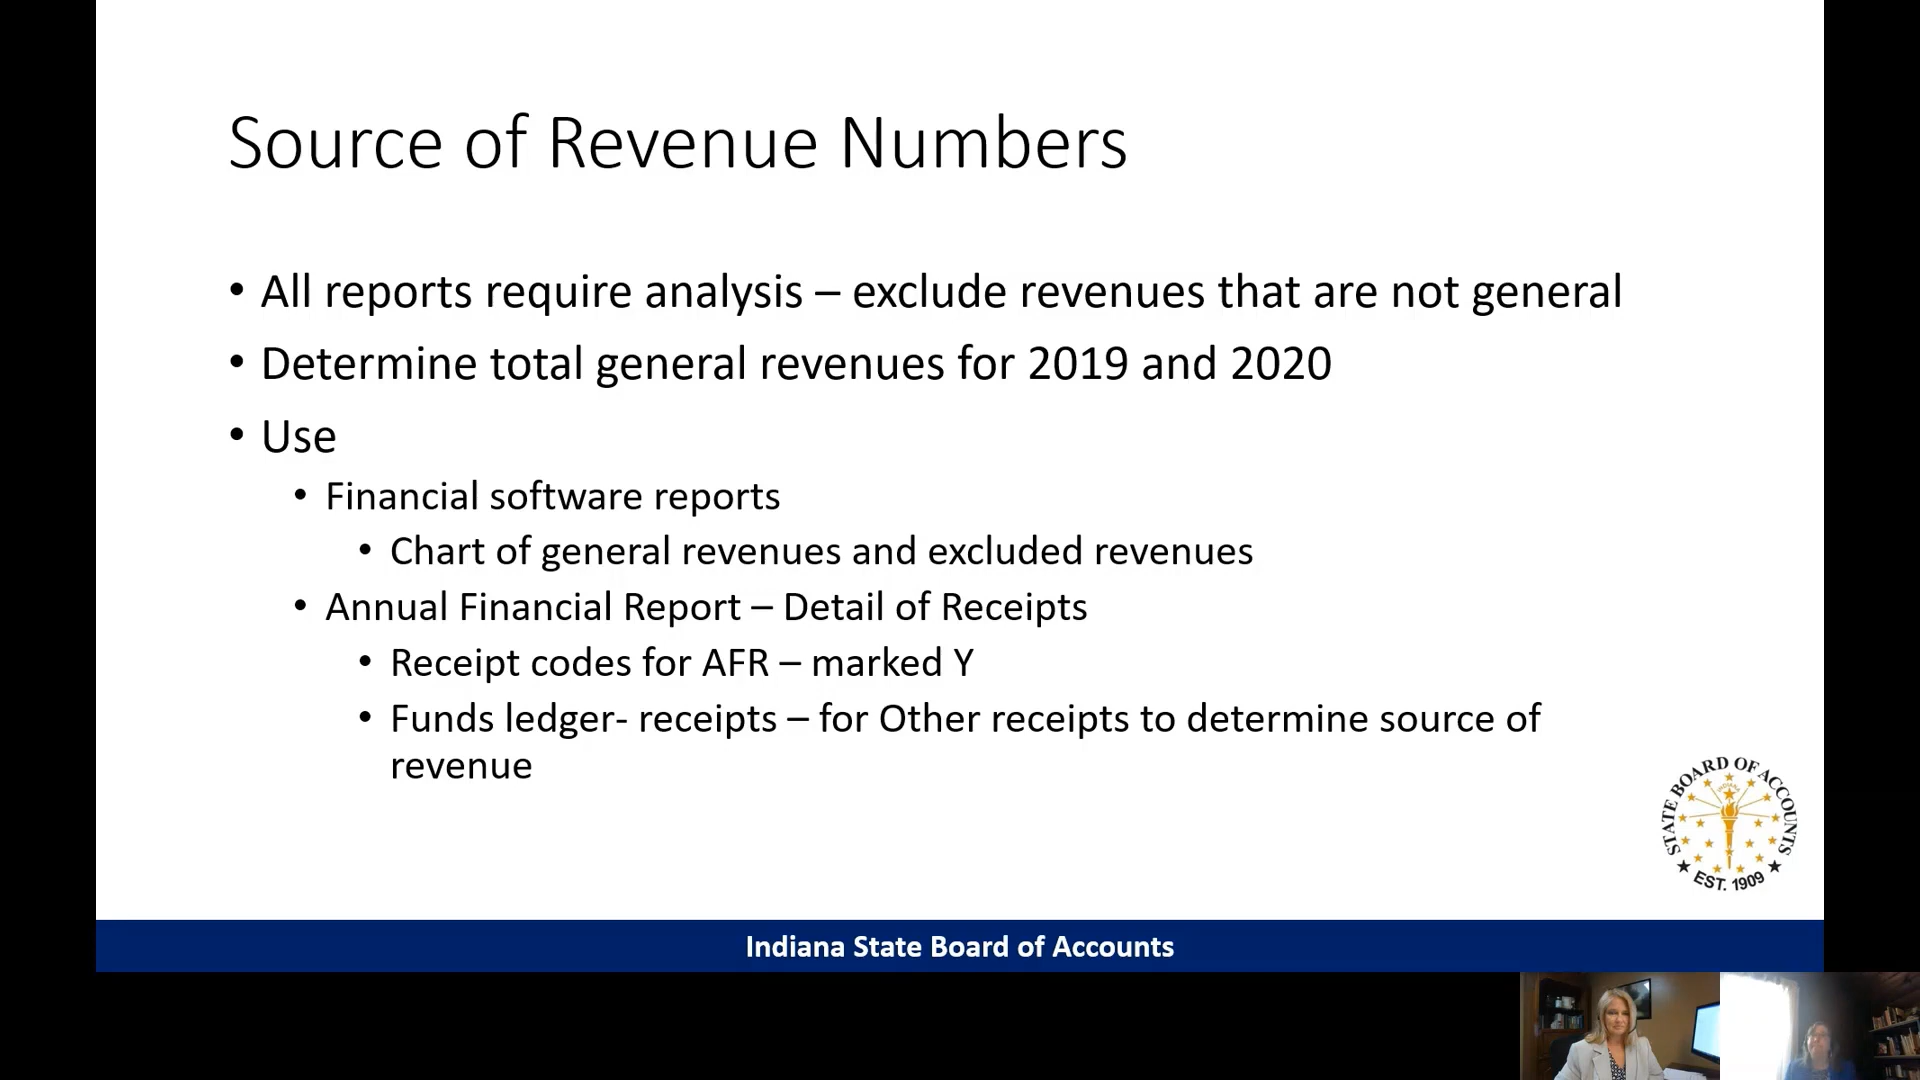 Source of Revenue Numbers
• All reports require analysis – exclude revenues that are not general
• Determine total general revenues for 2019 and 2020
• Use
• Financial software reports
• Chart of general revenues and excluded revenues
• Annual Financial Report – Detail of Receipts
• Receipt codes for AFR – marked Y
• Funds ledger- receipts – for Other receipts to determine source of
revenue
STATE BOARD OF ACCOUNTS
INDIANA
★ EST. 1909 ★
Indiana State Board of Accounts